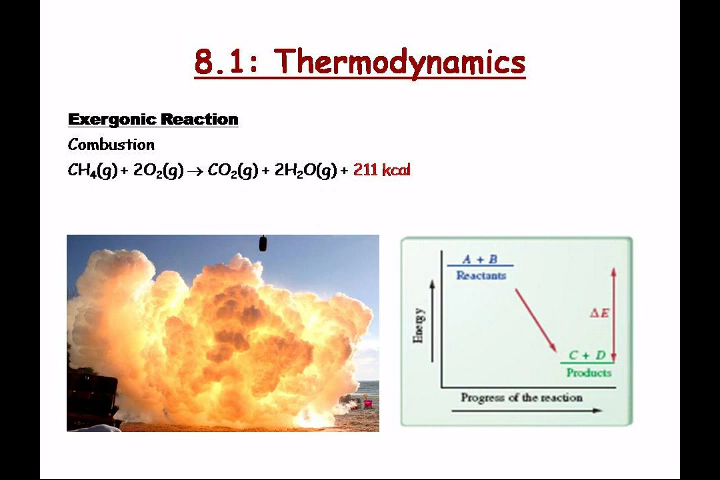 8.1: Thermodynamics
Exergonic Reaction
Combustion
CH₄(g) + 2O₂(g) → CO₂(g) + 2H₂O(g) + 211 kcal
A + B
Reactants
Energy
ΔE
C + D
Products
Progress of the reaction